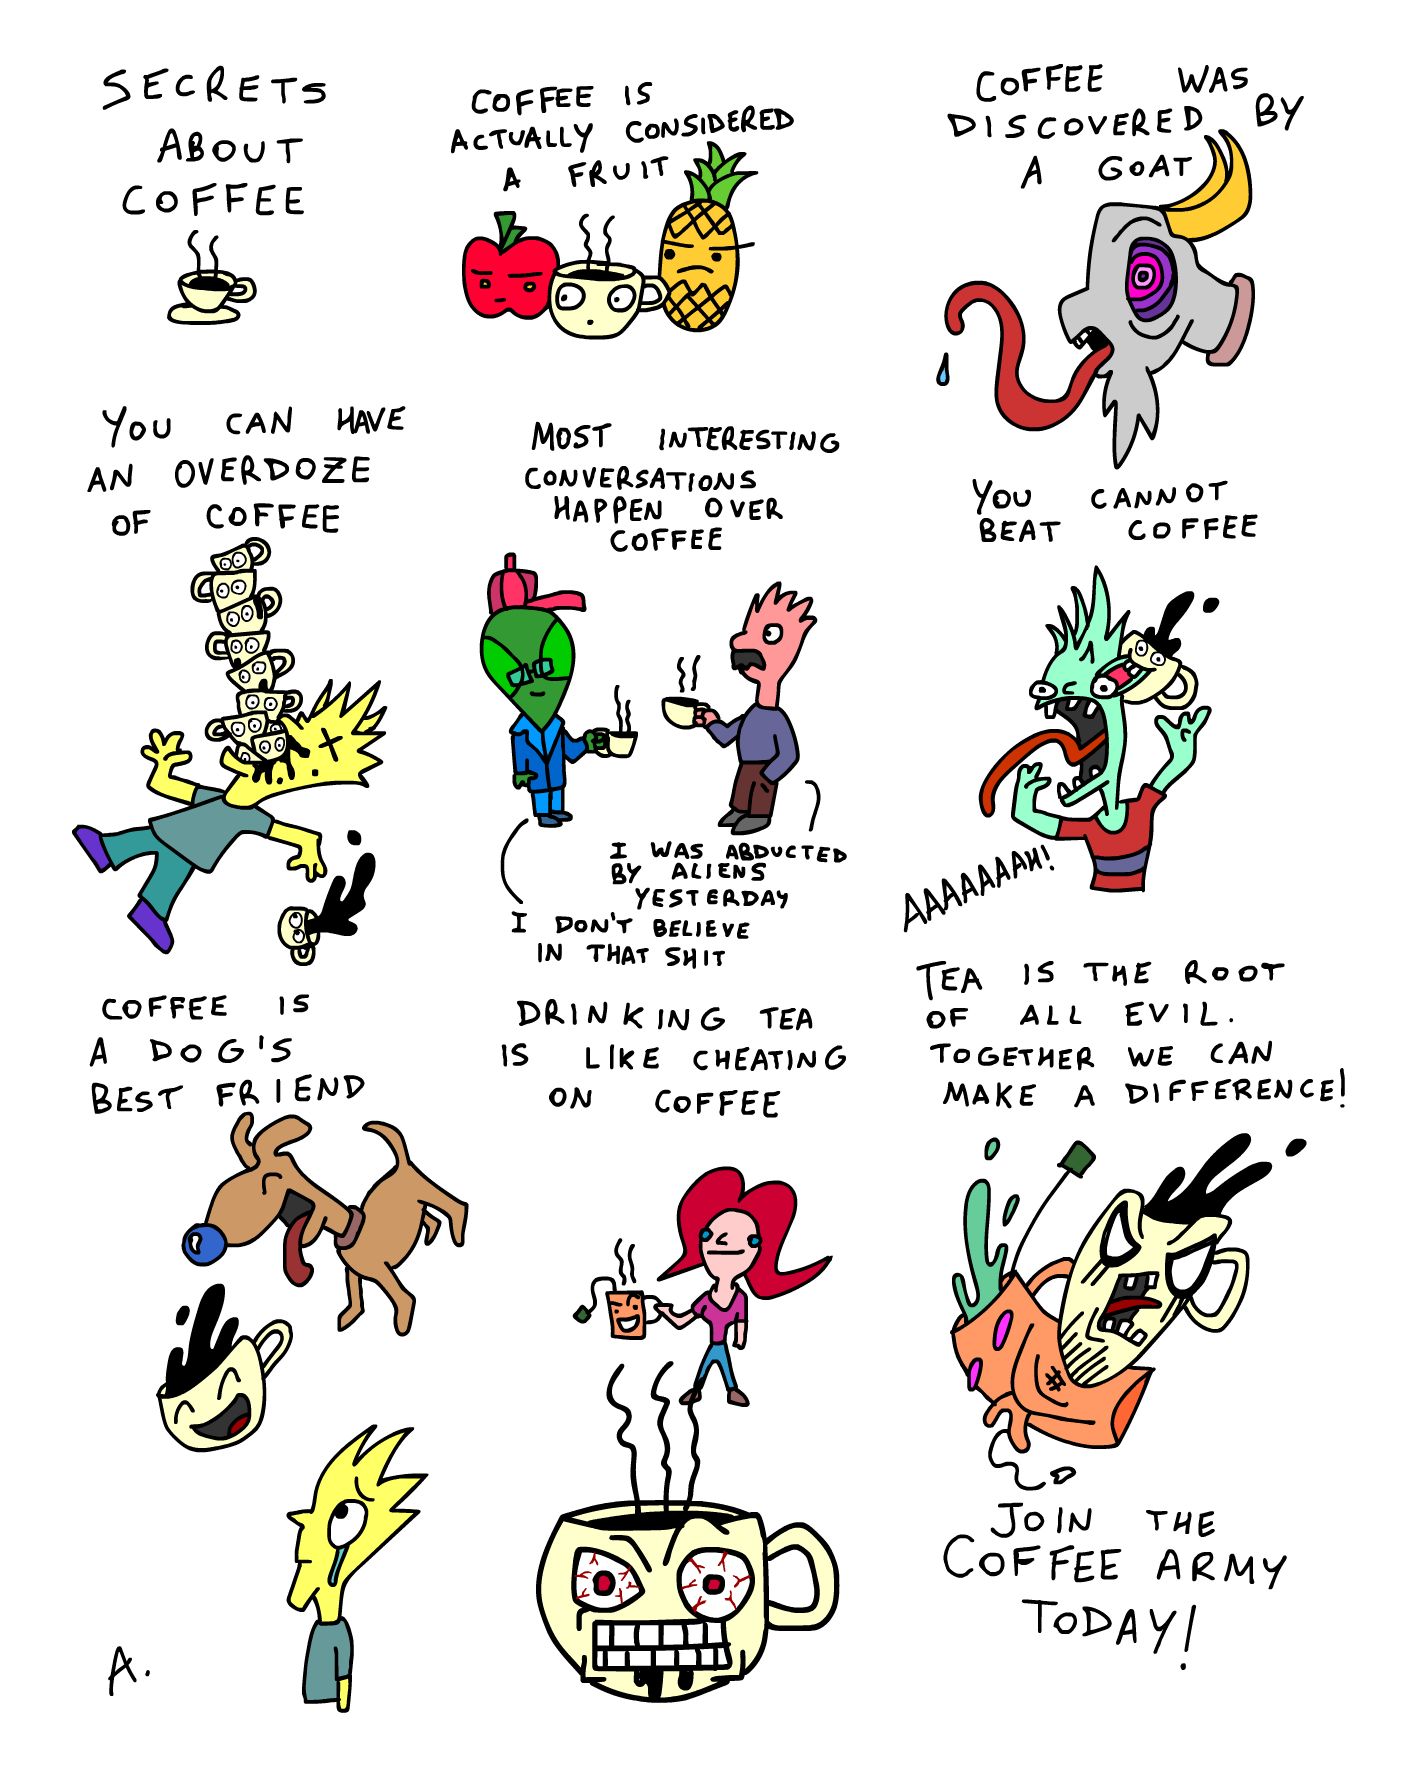 SECRETS
ABOUT
COFFEE
COFFEE IS
ACTUALLY CONSIDERED
A FRUIT
COFFEE WAS
DISCOVERED BY
A GOAT
YOU CAN HAVE
AN OVERDOZE
OF COFFEE
MOST INTERESTING
CONVERSATIONS
HAPPEN OVER
COFFEE
I WAS ABDUCTED
BY ALIENS
YESTERDAY
I DON'T BELIEVE
IN THAT SHIT
YOU CANNOT
BEAT COFFEE
AAAAAAAH!
COFFEE IS
A DOG'S
BEST FRIEND
DRINKING TEA
IS LIKE CHEATING
ON COFFEE
TEA IS THE ROOT
OF ALL EVIL.
TOGETHER WE CAN
MAKE A DIFFERENCE!
JOIN THE
COFFEE ARMY
TODAY!
A.